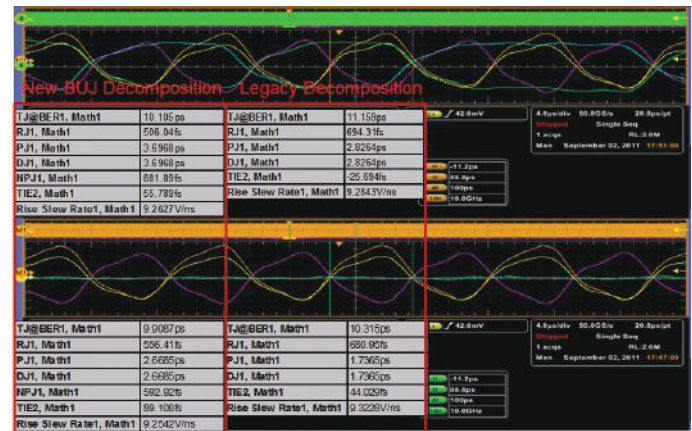 New BUJ Decomposition Legacy Decomposition
TJ@BER1, Math1 10.105ps TJ@BER1, Math1 11.159ps
RJ1, Math1 506.04fs RJ1, Math1 694.31fs
PJ1, Math1 3.6968ps PJ1, Math1 2.8264ps
DJ1, Math1 3.6968ps DJ1, Math1 2.8264ps
NPJ1, Math1 881.89fs TIE2, Math1 -25.694fs
TIE2, Math1 55.789fs Rise Slew Rate1, Math1 9.2843V/ns
Rise Slew Rate1, Math1 9.2627V/ns
42.0mV
4.0µs/div 50.0GS/s 20.0ps/pt
Stopped Single Seq
1 acqs RL:2.0M
Man September 02, 2011 17:51:00
-11.2ps
88.8ps
100ps
10.0GHz
TJ@BER1, Math1 9.9087ps TJ@BER1, Math1 10.315ps
RJ1, Math1 556.41fs RJ1, Math1 680.95fs
PJ1, Math1 2.6685ps PJ1, Math1 1.7365ps
DJ1, Math1 2.6685ps DJ1, Math1 1.7365ps
NPJ1, Math1 592.92fs TIE2, Math1 44.029fs
TIE2, Math1 89.108fs Rise Slew Rate1, Math1 9.3228V/ns
Rise Slew Rate1, Math1 9.2542V/ns
42.0mV
4.0µs/div 50.0GS/s 20.0ps/pt
Stopped Single Seq
1 acqs RL:2.0M
Man September 02, 2011 17:47:09
-11.2ps
88.8ps
100ps
10.0GHz